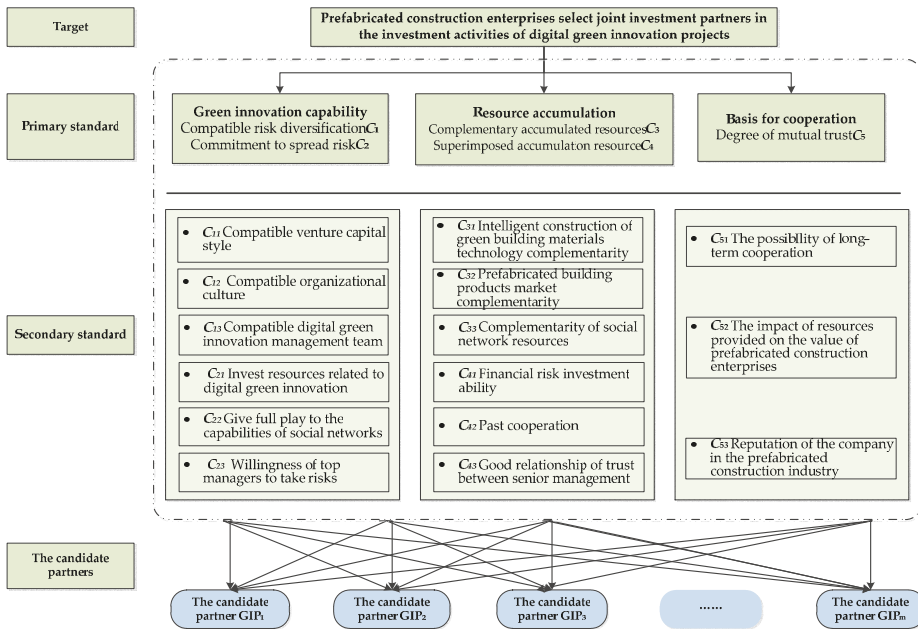 Target
Prefabricated construction enterprises select joint investment partners in
the investment activities of digital green innovation projects
Primary standard
Green innovation capability
Compatible risk diversificationC1
Commitment to spread riskC2
Resource accumulation
Complementary accumulated resourcesC3
Superimposed accumulation resourceC4
Basis for cooperation
Degree of mutual trustC5
Secondary standard
• C11 Compatible venture capital
style
• C12 Compatible organizational
culture
• C13 Compatible digital green
innovation management team
• C21 Invest resources related to
digital green innovation
• C22 Give full play to the
capabilities of social networks
• C23 Willingness of top
managers to take risks
• C31 Intelligent construction of
green building materials
technology complementarity
• C32 Prefabricated building
products market
complementarity
• C33 Complementarity of social
network resources
• C41 Financial risk investment
ability
• C42 Past cooperation
• C43 Good relationship of trust
between senior management
• C51 The possibility of long-
term cooperation
• C52 The impact of resources
provided on the value of
prefabricated construction
enterprises
• C53 Reputation of the company
in the prefabricated
construction industry
The candidate
partners
The candidate
partner GIP1
The candidate
partner GIP2
The candidate
partner GIP3
......
The candidate
partner GIPm